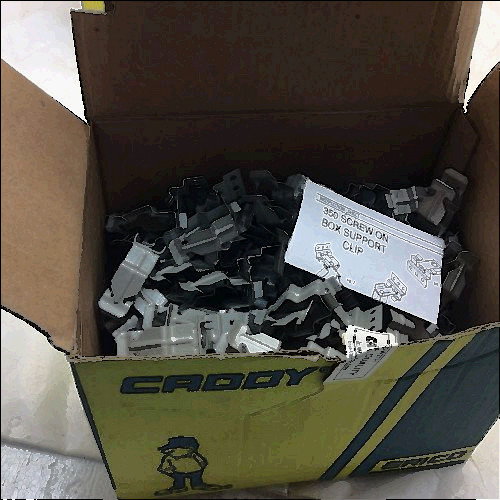 350 SCREW ON
BOX SUPPORT
CLIP
CADDY
ERICO